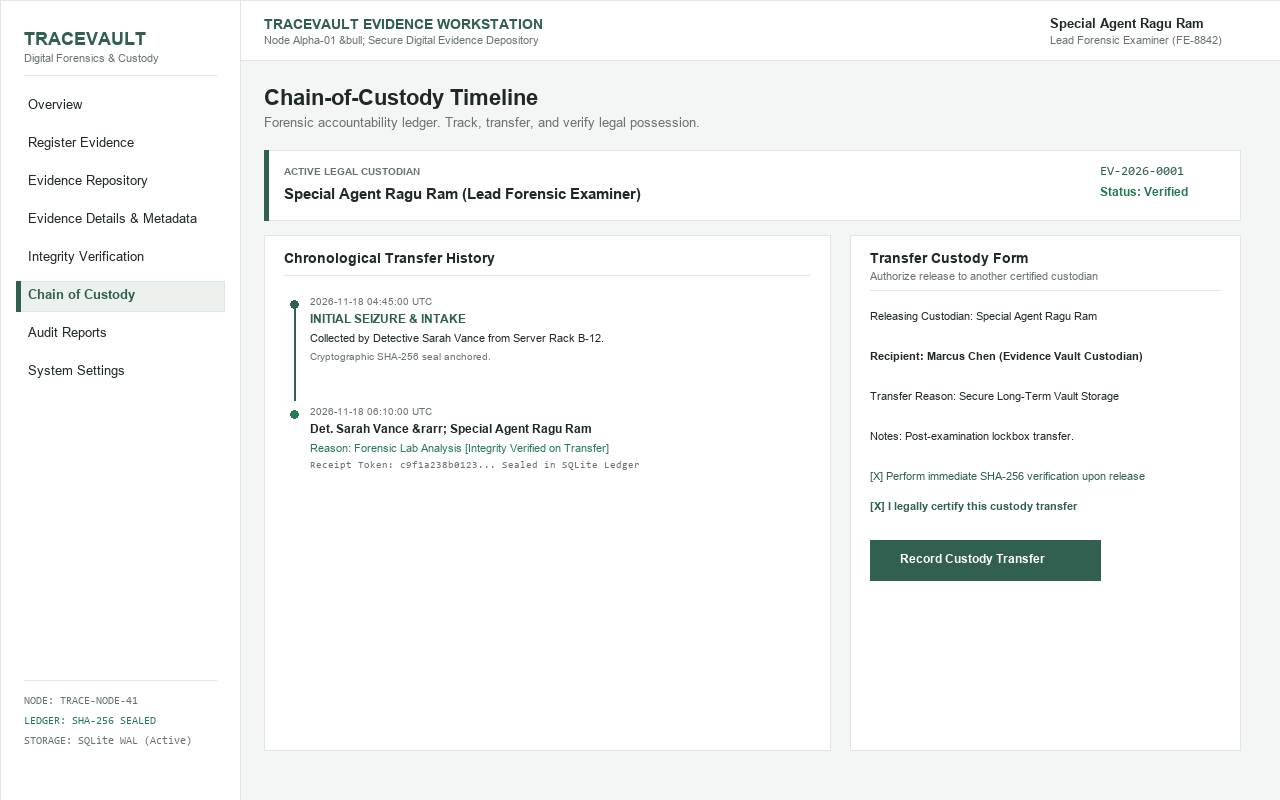 TRACEVAULT
Digital Forensics & Custody
Overview
Register Evidence
Evidence Repository
Evidence Details & Metadata
Integrity Verification
Chain of Custody
Audit Reports
System Settings
NODE: TRACE-NODE-41
LEDGER: SHA-256 SEALED
STORAGE: SQLite WAL (Active)
TRACEVAULT EVIDENCE WORKSTATION
Node Alpha-01 &bull; Secure Digital Evidence Depository
Special Agent Ragu Ram
Lead Forensic Examiner (FE-8842)
Chain-of-Custody Timeline
Forensic accountability ledger. Track, transfer, and verify legal possession.
ACTIVE LEGAL CUSTODIAN
Special Agent Ragu Ram (Lead Forensic Examiner)
EV-2026-0001
Status: Verified
Chronological Transfer History
2026-11-18 04:45:00 UTC
INITIAL SEIZURE & INTAKE
Collected by Detective Sarah Vance from Server Rack B-12.
Cryptographic SHA-256 seal anchored.
2026-11-18 06:10:00 UTC
Det. Sarah Vance &rarr; Special Agent Ragu Ram
Reason: Forensic Lab Analysis [Integrity Verified on Transfer]
Receipt Token: c9f1a238b0123... Sealed in SQLite Ledger
Transfer Custody Form
Authorize release to another certified custodian
Releasing Custodian: Special Agent Ragu Ram
Recipient: Marcus Chen (Evidence Vault Custodian)
Transfer Reason: Secure Long-Term Vault Storage
Notes: Post-examination lockbox transfer.
[X] Perform immediate SHA-256 verification upon release
[X] I legally certify this custody transfer
Record Custody Transfer